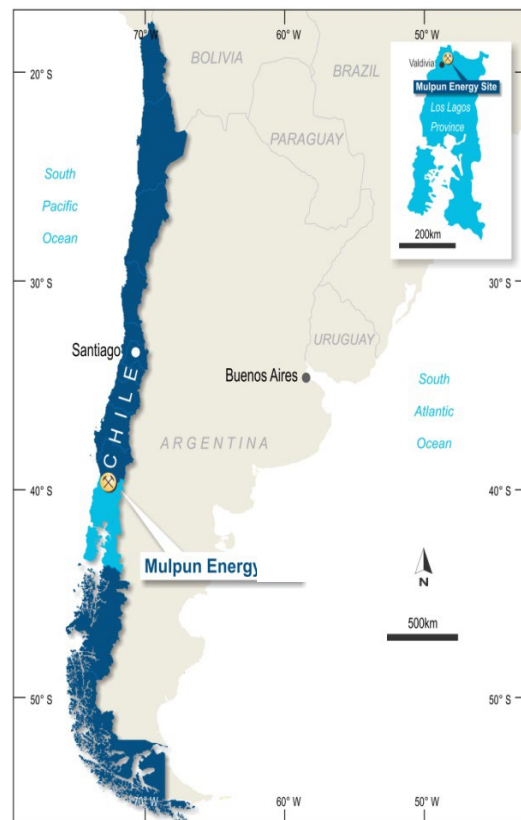 70° W
60° W
50° W
BOLIVIA
BRAZIL
Valdivia
Mulpun Energy Site
Los Lagos
Province
200km
20° S
20° S
PARAGUAY
South
Pacific
Ocean
30° S
30° S
URUGUAY
Santiago
Buenos Aires
CHILE
South
Atlantic
Ocean
ARGENTINA
40° S
40° S
Mulpun Energy
N
500km
50° S
50° S
70° W
60° W
50° W